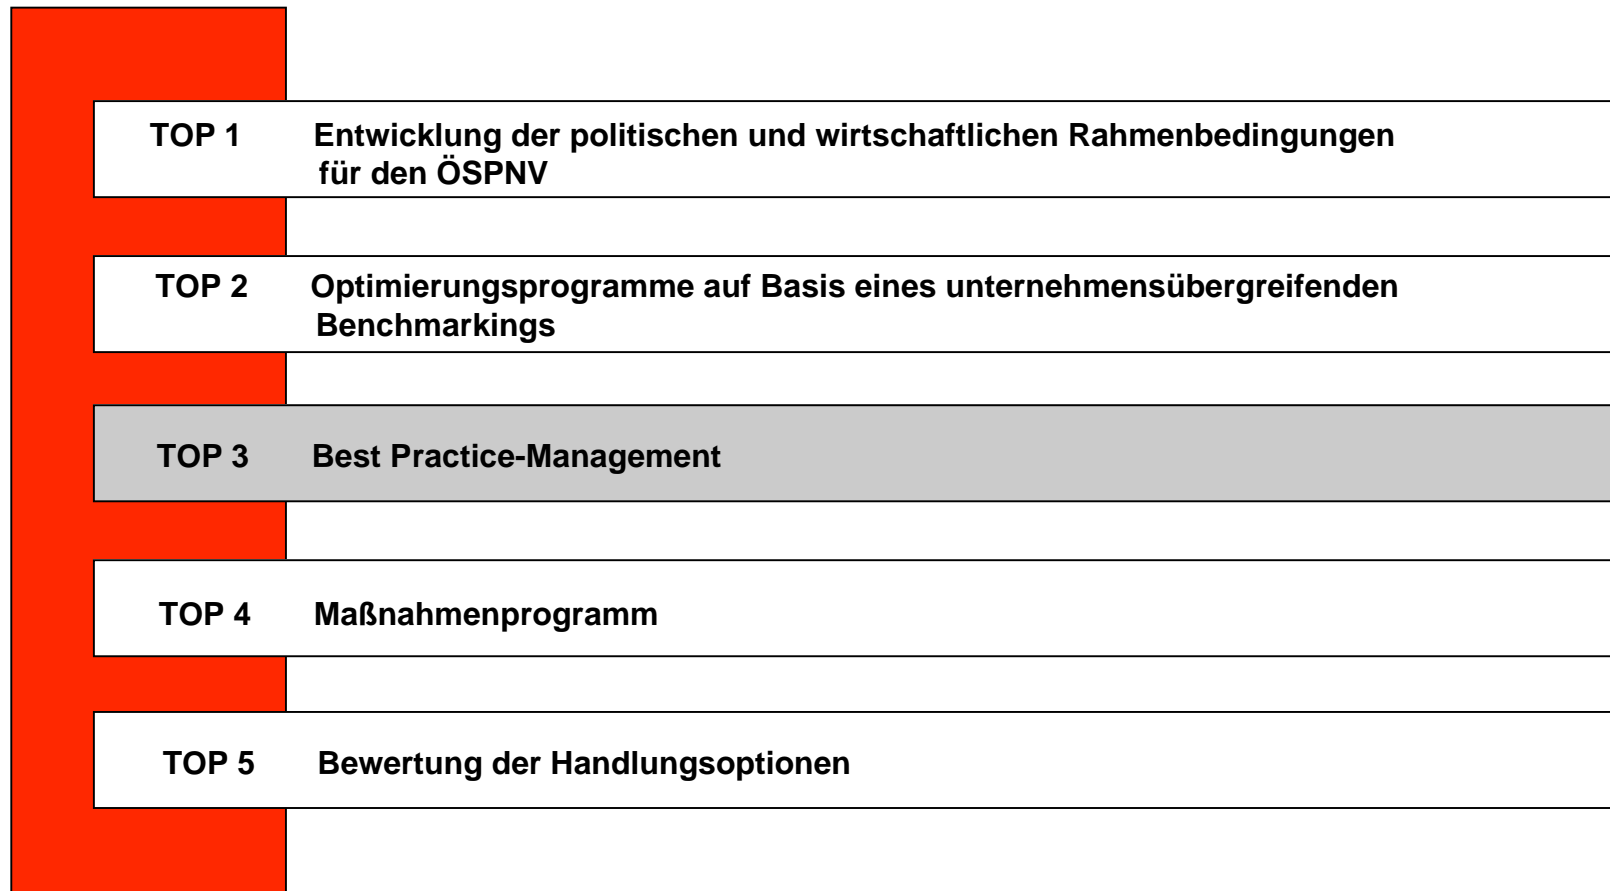 TOP 1 Entwicklung der politischen und wirtschaftlichen Rahmenbedingungen
für den ÖSPNV
TOP 2 Optimierungsprogramme auf Basis eines unternehmensübergreifenden
Benchmarkings
TOP 3 Best Practice-Management
TOP 4 Maßnahmenprogramm
TOP 5 Bewertung der Handlungsoptionen